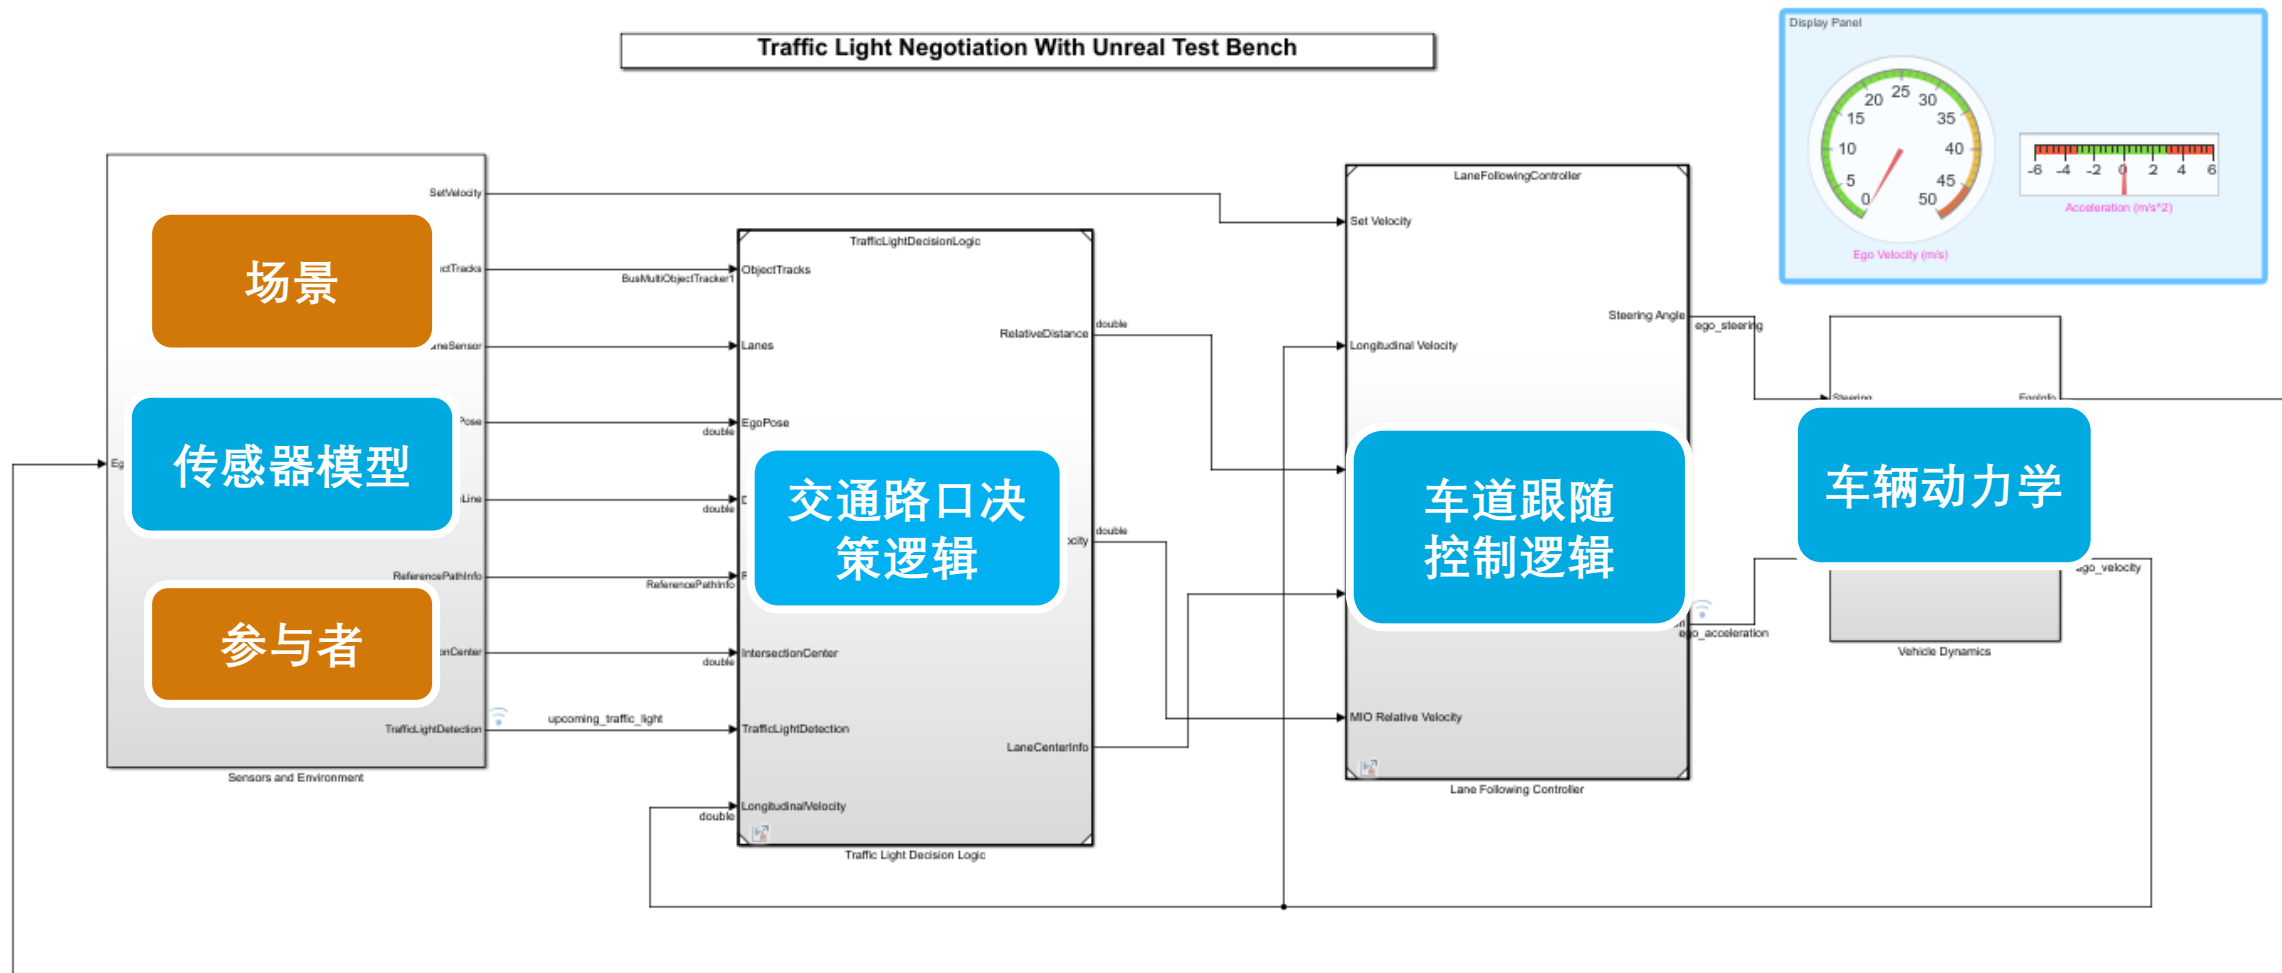 Traffic Light Negotiation With Unreal Test Bench
Display Panel
0
5
10
15
20
25
30
35
40
45
50
Ego Velocity (m/s)
-6
-4
-2
0
2
4
6
Acceleration (m/s^2)
SetVelocity
场景
传感器模型
参与者
ReferencePathInfo
TrafficLightDetection
Sensors and Environment
BusMultiObjectTracker1
double
double
ReferencePathInfo
double
upcoming_traffic_light
double
TrafficLightDecisionLogic
ObjectTracks
Lanes
EgoPose
交通路口决
策逻辑
IntersectionCenter
TrafficLightDetection
LongitudinalVelocity
RelativeDistance
LaneCenterInfo
Traffic Light Decision Logic
double
double
LaneFollowingController
Set Velocity
Longitudinal Velocity
Steering Angle
车道跟随
控制逻辑
MIO Relative Velocity
Lane Following Controller
ego_steering
ego_acceleration
Steering
EgoInfo
车辆动力学
ego_velocity
Vehicle Dynamics